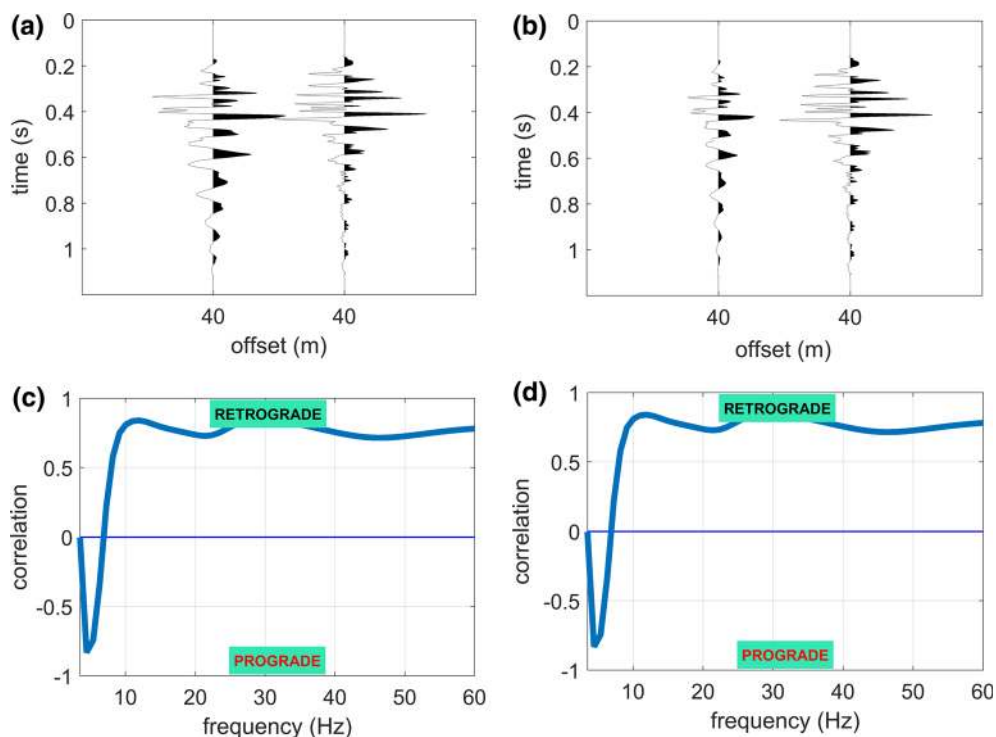 (a)
0
0.2
0.4
0.6
0.8
1
time (s)
40 40
offset (m)
(b)
0
0.2
0.4
0.6
0.8
1
time (s)
40 40
offset (m)
(c)
1
0.5
0
-0.5
-1
correlation
RETROGRADE
PROGRADE
10 20 30 40 50 60
frequency (Hz)
(d)
1
0.5
0
-0.5
-1
correlation
RETROGRADE
PROGRADE
10 20 30 40 50 60
frequency (Hz)